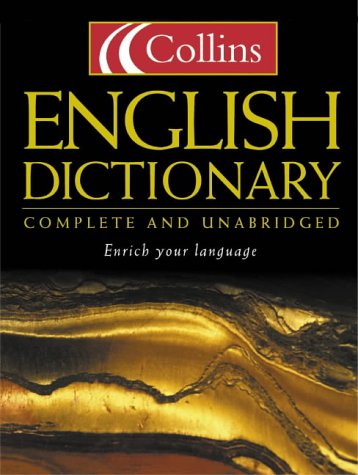 Collins
ENGLISH
DICTIONARY
COMPLETE AND UNABRIDGED
Enrich your language